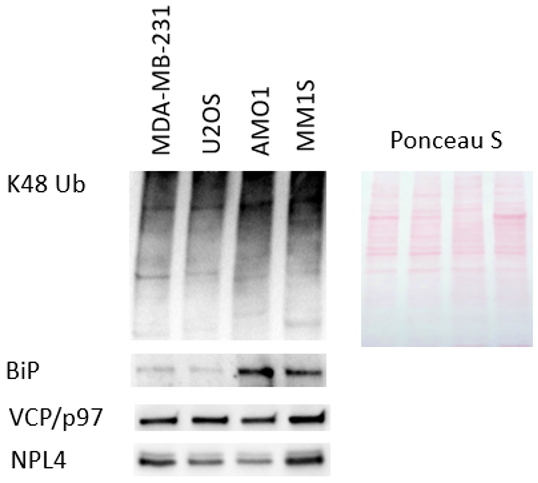 MDA-MB-231
U2OS
AMO1
MM1S
Ponceau S
K48 Ub
BiP
VCP/p97
NPL4